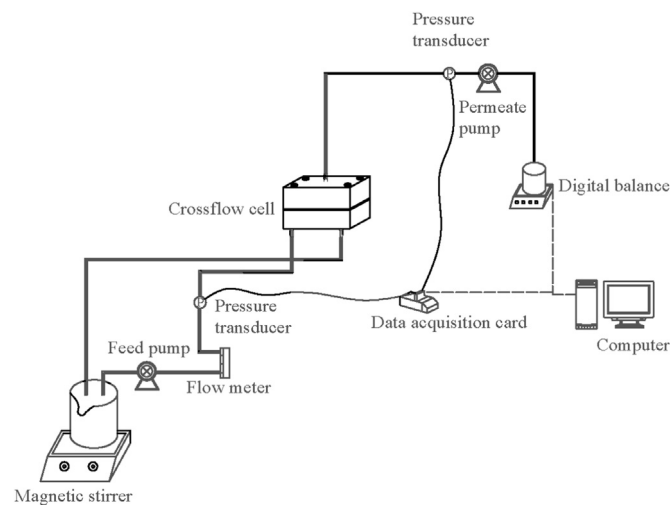 Pressure
transducer
Permeate
pump
Digital balance
Crossflow cell
Pressure
transducer
Data acquisition card
Computer
Feed pump
Flow meter
Magnetic stirrer
P
P